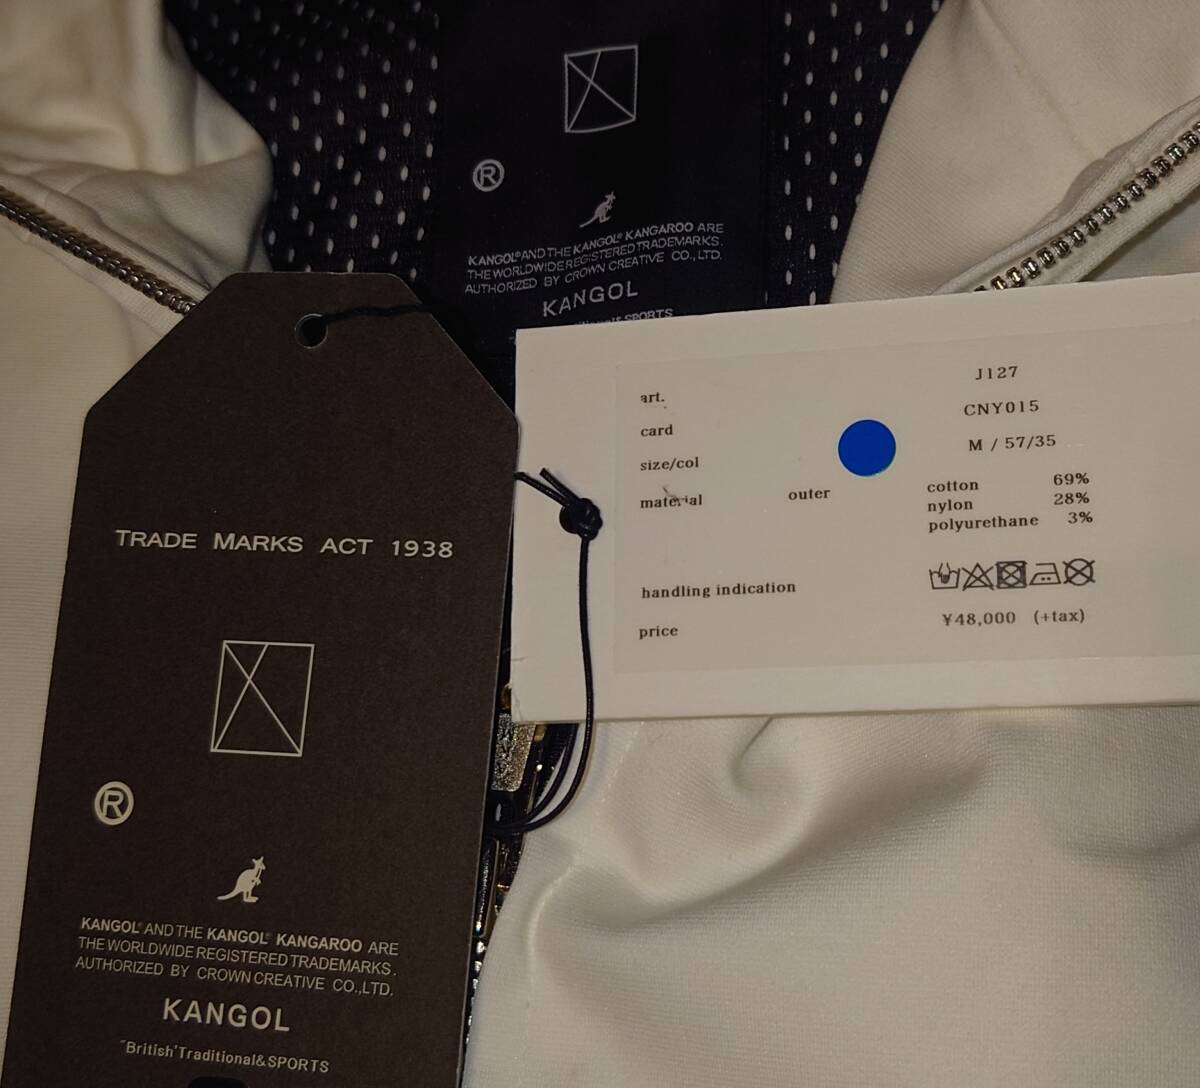 ®
KANGOL® AND THE KANGOL® KANGAROO ARE
THE WORLDWIDE REGISTERED TRADEMARKS.
AUTHORIZED BY CROWN CREATIVE CO.,LTD.
KANGOL
SPORTS
TRADE MARKS ACT 1938
®
KANGOL® AND THE KANGOL® KANGAROO ARE
THE WORLDWIDE REGISTERED TRADEMARKS.
AUTHORIZED BY CROWN CREATIVE CO.,LTD.
KANGOL
"British'Traditional&SPORTS
art. J127
card CNY015
size/col M / 57/35
material outer cotton 69%
nylon 28%
polyurethane 3%
handling indication
price ¥48,000 (+tax)